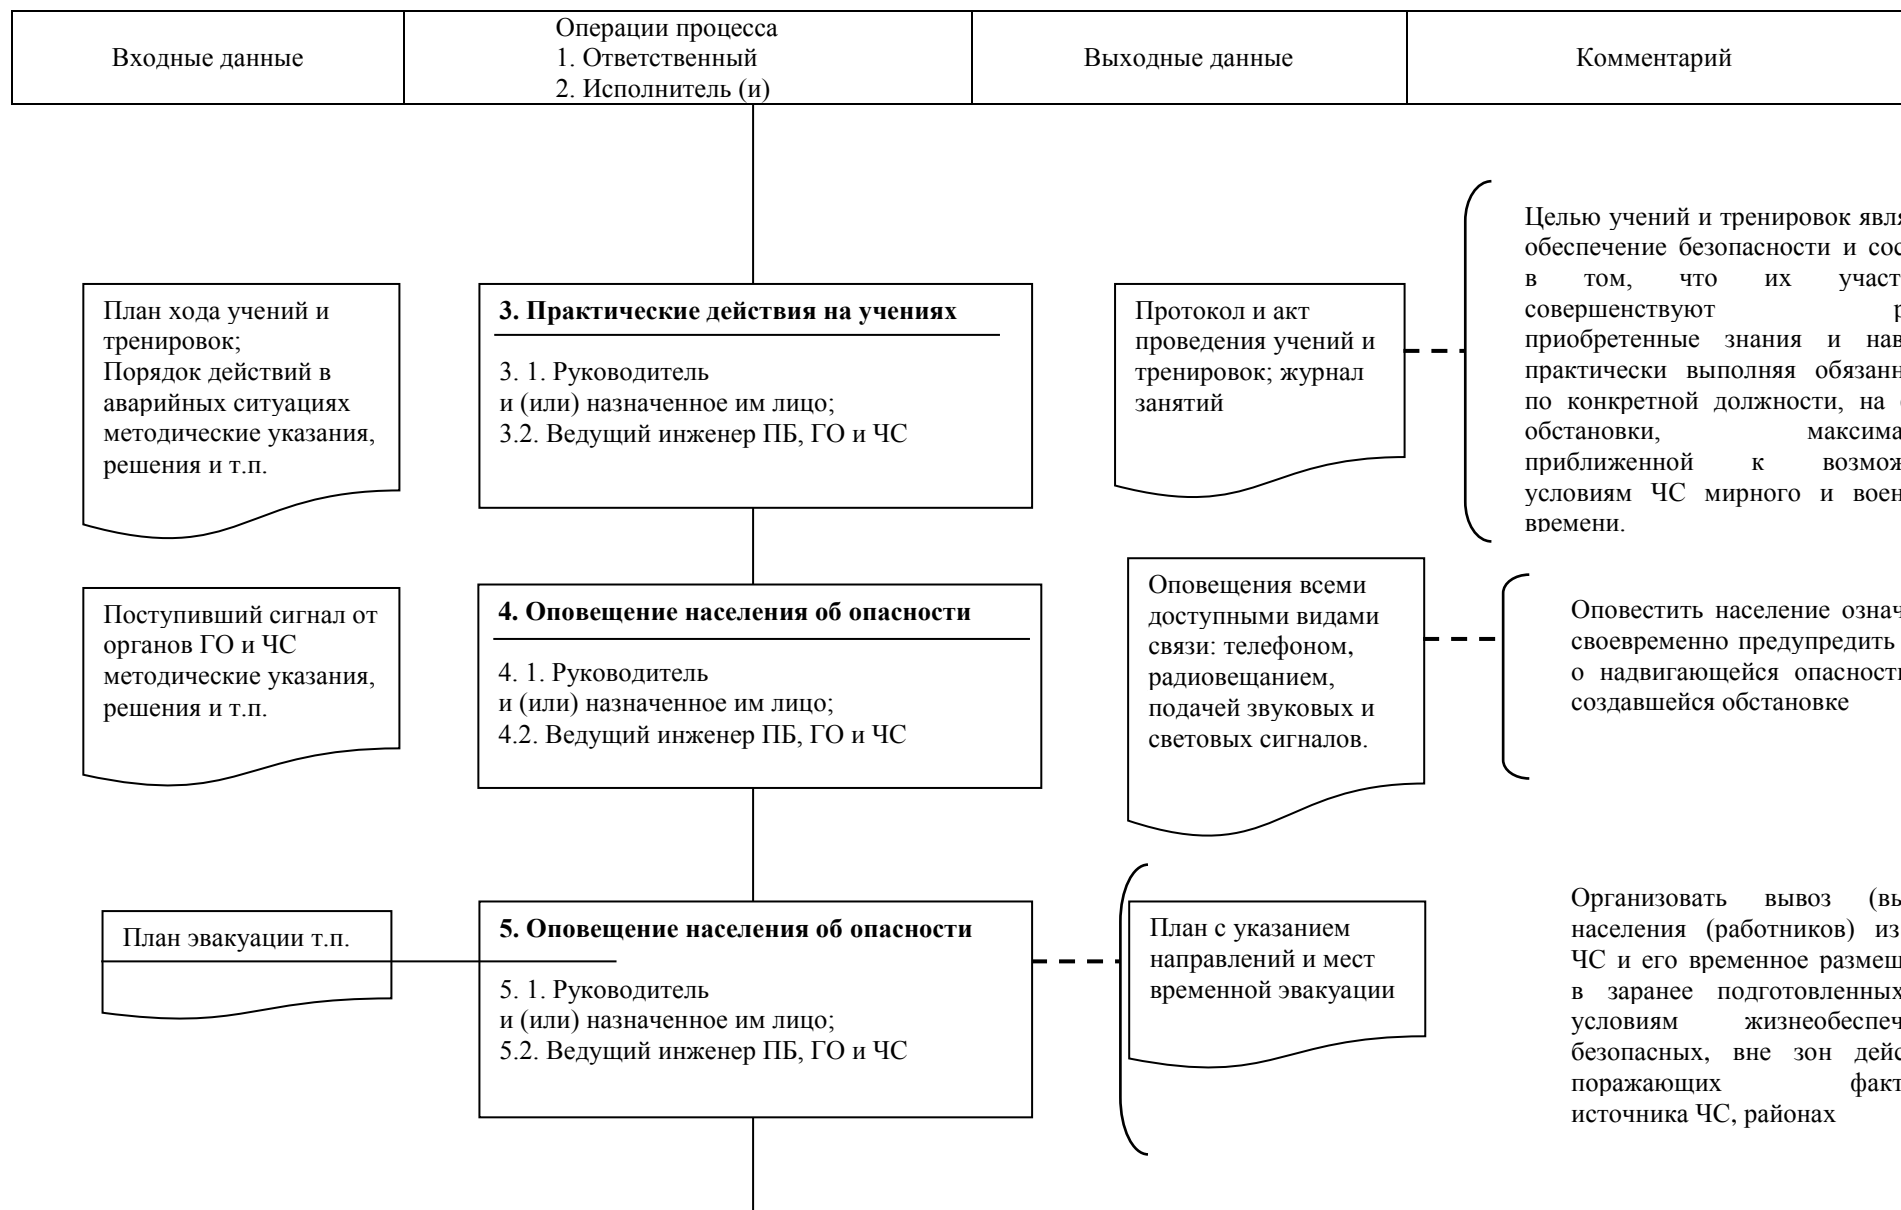 Входные данные
Операции процесса
1. Ответственный
2. Исполнитель (и)
Выходные данные
Комментарий
План хода учений и
тренировок;
Порядок действий в
аварийных ситуациях
методические указания,
решения и т.п.
3. Практические действия на учениях
3. 1. Руководитель
и (или) назначенное им лицо;
3.2. Ведущий инженер ПБ, ГО и ЧС
Протокол и акт
проведения учений и
тренировок; журнал
занятий
Целью учений и тренировок явля
обеспечение безопасности и сос
в том, что их участ
совершенствуют р
приобретенные знания и нав
практически выполняя обязанн
по конкретной должности, на
обстановки, максима
приближенной к возмож
условиям ЧС мирного и воен
времени.
Поступивший сигнал от
органов ГО и ЧС
методические указания,
решения и т.п.
4. Оповещение населения об опасности
4. 1. Руководитель
и (или) назначенное им лицо;
4.2. Ведущий инженер ПБ, ГО и ЧС
Оповещения всеми
доступными видами
связи: телефоном,
радиовещанием,
подачей звуковых и
световых сигналов.
Оповестить население означ
своевременно предупредить
о надвигающейся опасност
создавшейся обстановке
План эвакуации т.п.
5. Оповещение населения об опасности
5. 1. Руководитель
и (или) назначенное им лицо;
5.2. Ведущий инженер ПБ, ГО и ЧС
План с указанием
направлений и мест
временной эвакуации
Организовать вывоз (вы
населения (работников) из
ЧС и его временное размещ
в заранее подготовленных
условиям жизнеобеспеч
безопасных, вне зон дейс
поражающих факт
источника ЧС, районах